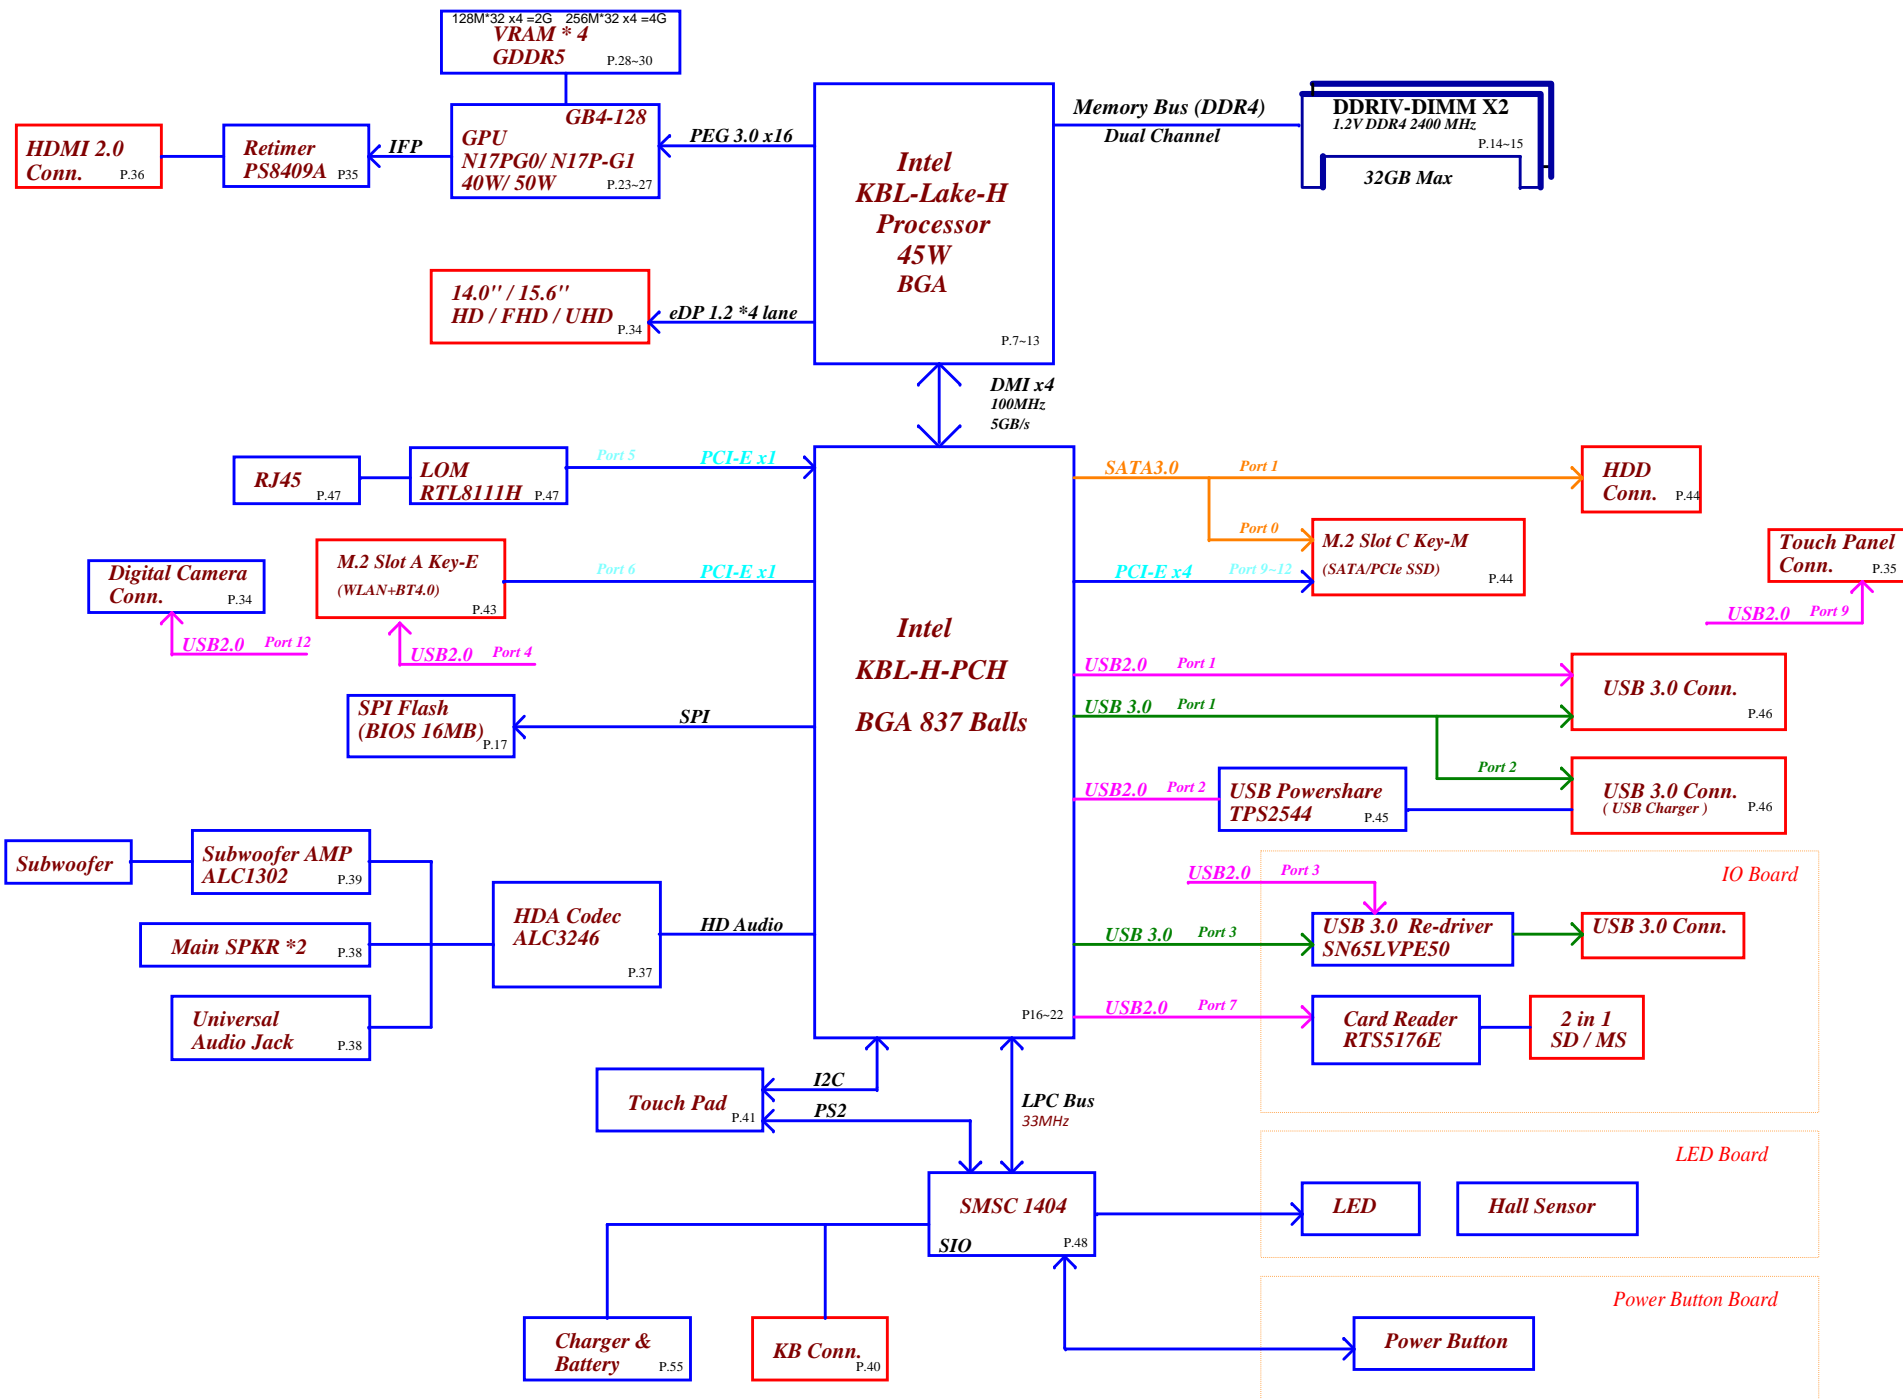 128M*32 x4 =2G 256M*32 x4 =4G
VRAM * 4
GDDR5
P.28~30
GB4-128
GPU
N17PG0/ N17P-G1
40W/ 50W
P.23~27
HDMI 2.0
Conn.
P.36
Retimer
PS8409A
P35
IFP
PEG 3.0 x16
Intel
KBL-Lake-H
Processor
45W
BGA
P.7~13
Memory Bus (DDR4)
Dual Channel
DDRIV-DIMM X2
1.2V DDR4 2400 MHz
P.14~15
32GB Max
14.0'' / 15.6''
HD / FHD / UHD
P.34
eDP 1.2 *4 lane
DMI x4
100MHz
5GB/s
RJ45
P.47
LOM
RTL8111H
P.47
Port 5
PCI-E x1
SATA3.0
Port 1
HDD
Conn.
P.44
Port 0
M.2 Slot C Key-M
(SATA/PCIe SSD)
P.44
PCI-E x4
Port 9~12
Touch Panel
Conn.
P.35
USB2.0
Port 9
Digital Camera
Conn.
P.34
USB2.0
Port 12
M.2 Slot A Key-E
(WLAN+BT4.0)
P.43
Port 6
PCI-E x1
USB2.0
Port 4
Intel
KBL-H-PCH
BGA 837 Balls
P16~22
USB2.0
Port 1
USB 3.0
Port 1
USB 3.0 Conn.
P.46
SPI Flash
(BIOS 16MB)
P.17
SPI
Port 2
USB2.0
Port 2
USB Powershare
TPS2544
P.45
USB 3.0 Conn.
( USB Charger )
P.46
Subwoofer
Subwoofer AMP
ALC1302
P.39
Main SPKR *2
P.38
Universal
Audio Jack
P.38
HDA Codec
ALC3246
P.37
HD Audio
IO Board
USB2.0
Port 3
USB 3.0
Port 3
USB 3.0 Re-driver
SN65LVPE50
USB 3.0 Conn.
USB2.0
Port 7
Card Reader
RTS5176E
2 in 1
SD / MS
Touch Pad
P.41
I2C
PS2
LPC Bus
33MHz
SMSC 1404
SIO
P.48
LED Board
LED
Hall Sensor
Power Button Board
Power Button
Charger &
Battery
P.55
KB Conn.
P.40